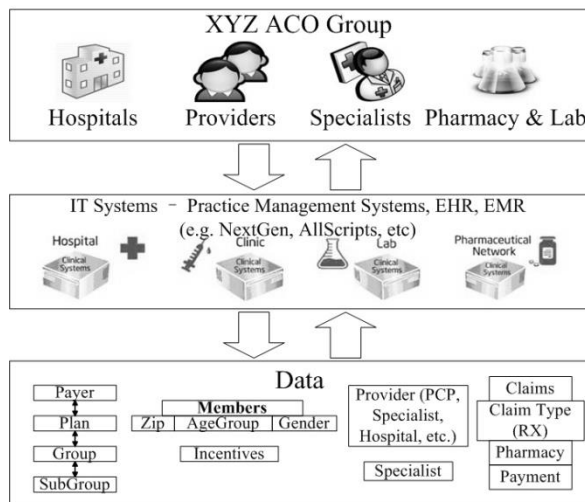 XYZ ACO Group
Hospitals Providers Specialists Pharmacy & Lab
IT Systems – Practice Management Systems, EHR, EMR
(e.g. NextGen, AllScripts, etc)
Hospital
Clinical
Systems
Clinic
Clinical
Systems
Lab
Clinical
Systems
Pharmaceutical
Network
Clinical
Systems
Data
Payer
Plan
Group
SubGroup
Members
Zip AgeGroup Gender
Incentives
Provider (PCP,
Specialist,
Hospital, etc.)
Specialist
Claims
Claim Type
(RX)
Pharmacy
Payment